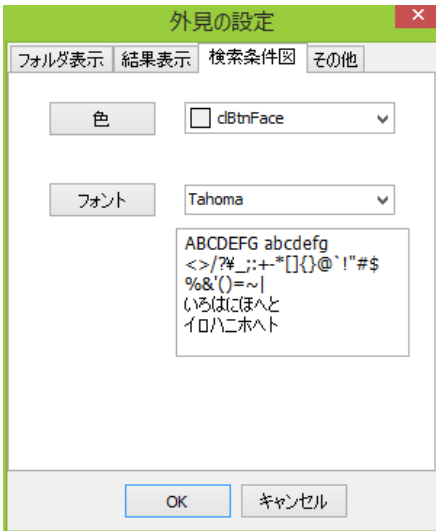 外見の設定
フォルダ表示 結果表示 検索条件図 その他
色 clBtnFace
フォント Tahoma
ABCDEFG abcdefg
<>/?¥_;:+-*[]{}@`!"#$
%&'()=~|
いろはにほへと
イロハニホヘト
OK キャンセル